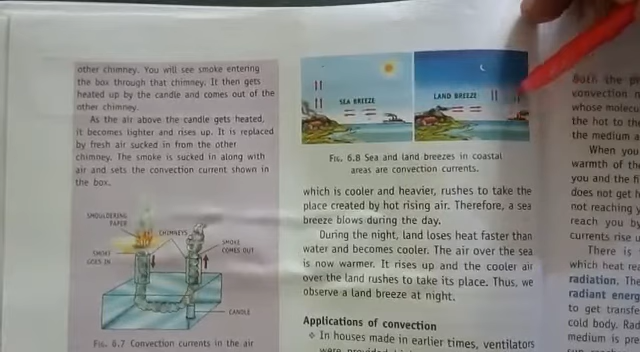 other chimney. You will see smoke entering
the box through that chimney. It then gets
heated up by the candle and comes out of the
other chimney.
As the air above the candle gets heated,
it becomes lighter and rises up. It is replaced
by fresh air sucked in from the other
chimney. The smoke is sucked in along with
air and sets the convection current shown in
the box.
SMOULDERING
PAPER
CHIMNEYS
SMOKE
GOES IN
SMOKE
COMES OUT
CANDLE
FIG. 6.7 Convection currents in the air
SEA BREEZE
LAND BREEZE
FIG. 6.8 Sea and land breezes in coastal
areas are convection currents.
which is cooler and heavier, rushes to take the
place created by hot rising air. Therefore, a sea
breeze blows during the day.
During the night, land loses heat faster than
water and becomes cooler. The air over the sea
is now warmer. It rises up and the cooler air
over the land rushes to take its place. Thus, we
observe a land breeze at night.
Applications of convection
❖ In houses made in earlier times, ventilators
were provided
Both the
convection
whose
the hot to the
the medium a
When you
warmth of the
you and the
does not get
not reaching
reach you by
currents rise u
There is
which heat
radiation. The
radiant energ
to get transfe
cold body. Rad
medium is pre